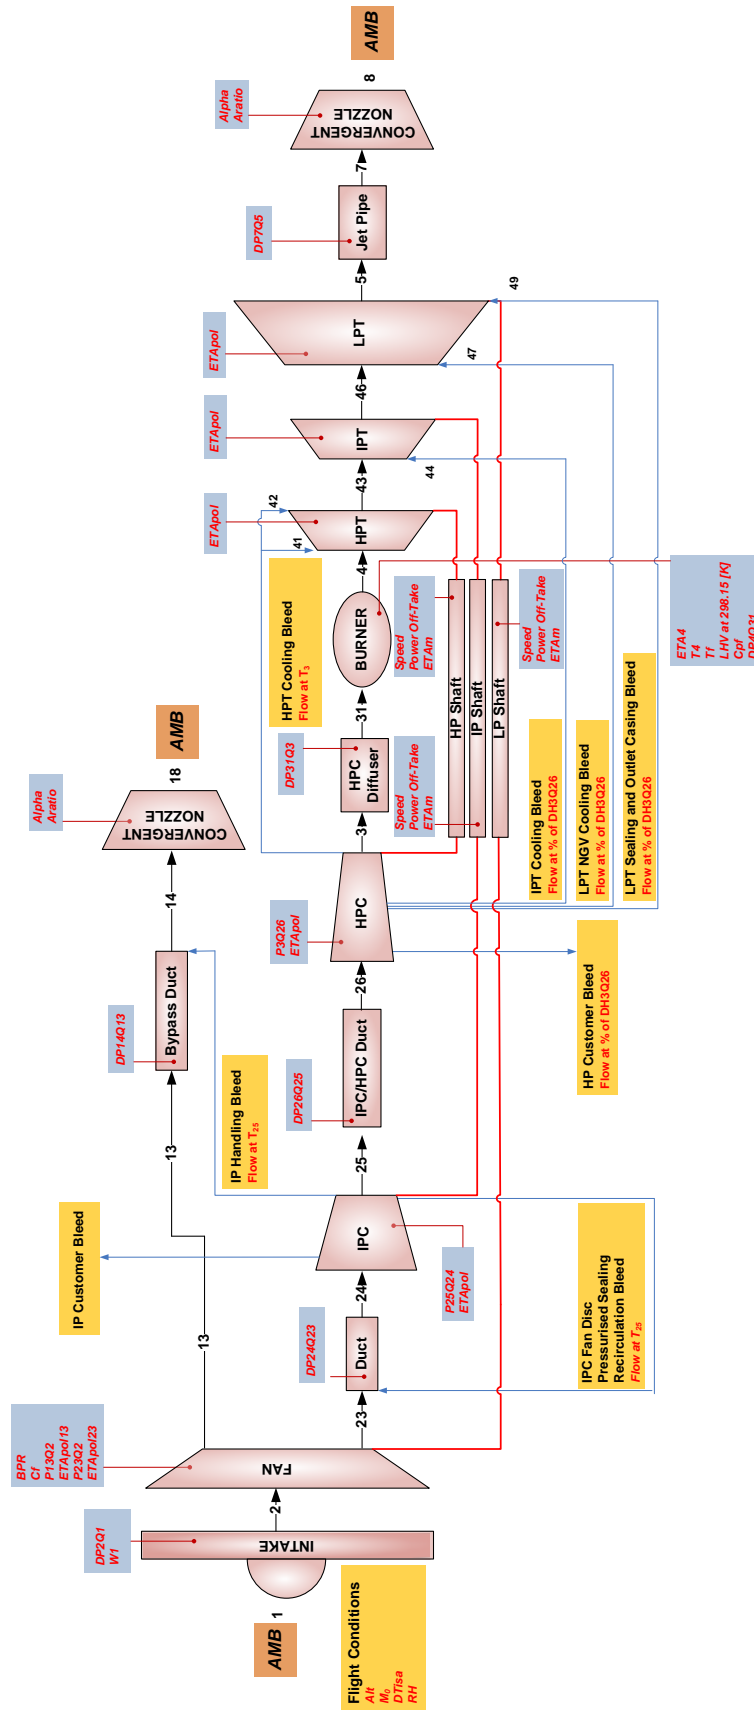 AMB
1
INTAKE
DP2Q1
W1
Flight Conditions
Alt
M₀
DTisa
RH
2
FAN
BPR
Cf
P13Q2
ETApol13
P23Q2
ETApol23
13
13
IP Customer Bleed
DP14Q13
Bypass Duct
14
CONVERGENT
NOZZLE
Alpha
Aratio
18
AMB
IP Handling Bleed
Flow at T₂₅
23
Duct
DP24Q23
24
IPC
P25Q24
ETApol
IPC Fan Disc
Pressurised Sealing
Recirculation Bleed
Flow at T₂₅
25
IPC/HPC Duct
DP26Q25
26
HPC
P3Q26
ETApol
3
HPC
Diffuser
DP31Q3
31
BURNER
4
HPT Cooling Bleed
Flow at T₃
41
42
HPT
ETApol
43
IPT
ETApol
44
46
LPT
ETApol
47
49
5
Jet Pipe
DP7Q5
7
CONVERGENT
NOZZLE
Alpha
Aratio
8
AMB
HP Shaft
IP Shaft
LP Shaft
Speed
Power Off-Take
ETAm
Speed
Power Off-Take
ETAm
Speed
Power Off-Take
ETAm
HP Customer Bleed
Flow at % of DH3Q26
IPT Cooling Bleed
Flow at % of DH3Q26
LPT NGV Cooling Bleed
Flow at % of DH3Q26
LPT Sealing and Outlet Casing Bleed
Flow at % of DH3Q26
ETA4
T4
Tf
LHV at 298.15 [K]
Cpf
DP4Q31